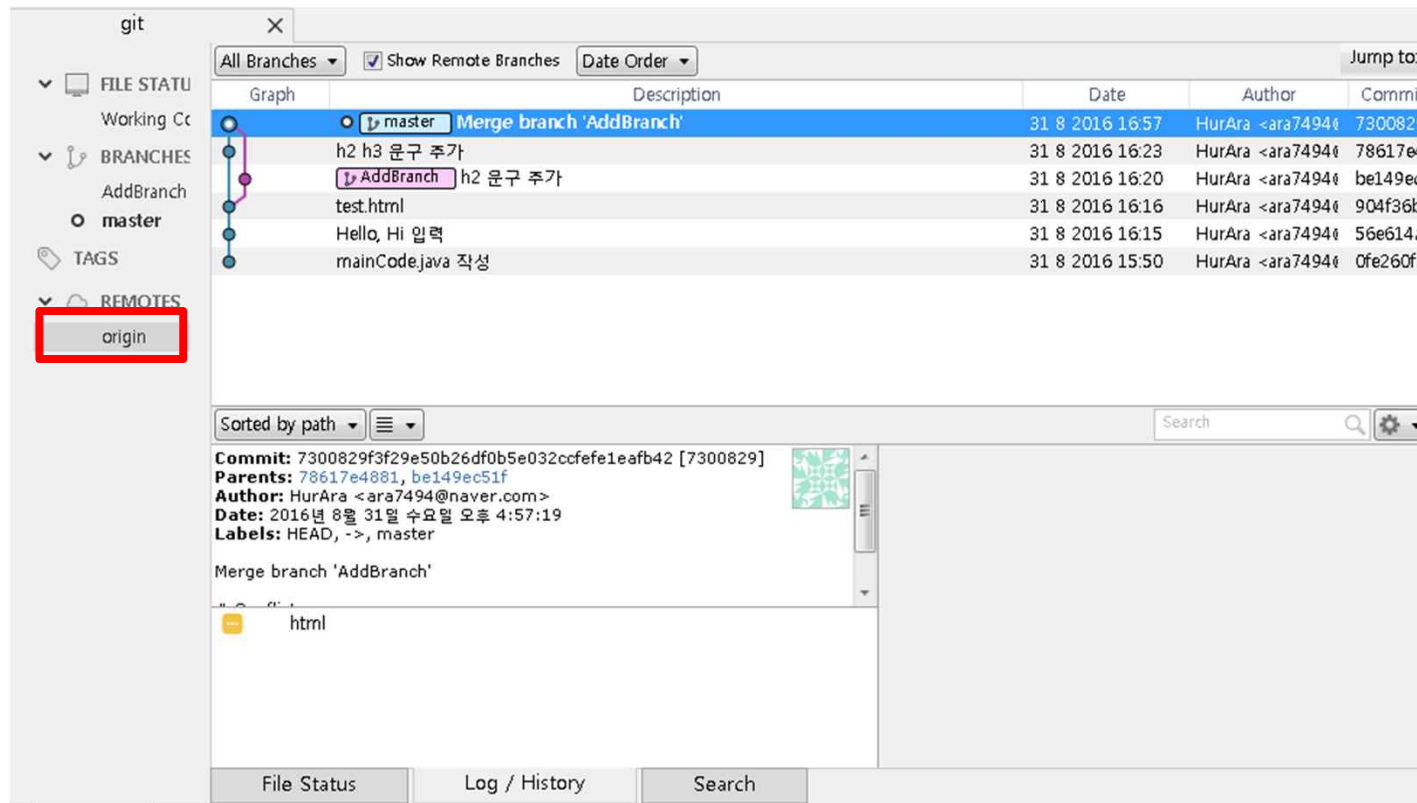 git
All Branches Show Remote Branches Date Order Jump to:
FILE STATU
Working Co
BRANCHES
AddBranch
master
TAGS
REMOTES
origin
Graph Description Date Author Commi
master Merge branch 'AddBranch' 31 8 2016 16:57 HurAra <ara7494 730082
h2 h3 문구 추가 31 8 2016 16:23 HurAra <ara7494 78617e
AddBranch h2 문구 추가 31 8 2016 16:20 HurAra <ara7494 be149e
test.html 31 8 2016 16:16 HurAra <ara7494 904f36
Hello, Hi 입력 31 8 2016 16:15 HurAra <ara7494 56e614
mainCode.java 작성 31 8 2016 15:50 HurAra <ara7494 0fe260f
Sorted by path Search
Commit: 7300829f3f29e50b26df0b5e032ccfefe1eafb42 [7300829]
Parents: 78617e4881, be149ec51f
Author: HurAra <ara7494@naver.com>
Date: 2016년 8월 31일 수요일 오후 4:57:19
Labels: HEAD, ->, master
Merge branch 'AddBranch'
html
File Status Log / History Search